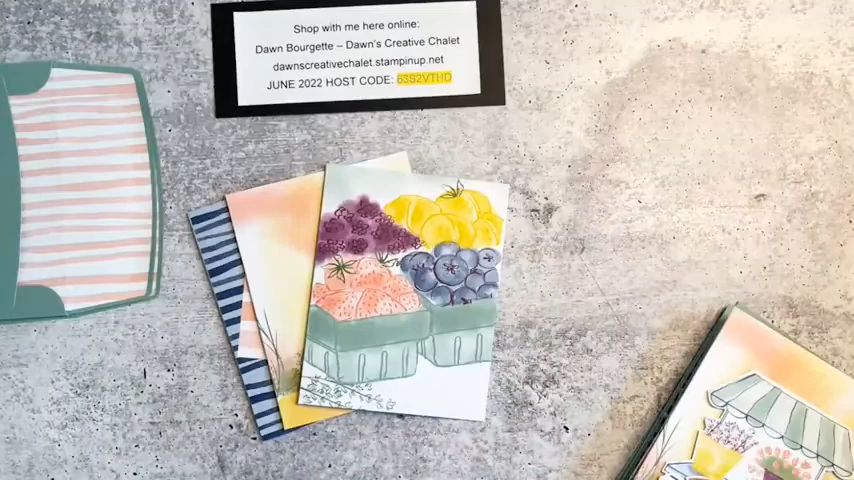 Shop with me here online:
Dawn Bourgette – Dawn's Creative Chalet
dawnscreativechalet.stampinup.net
JUNE 2022 HOST CODE: 63S2VTHD